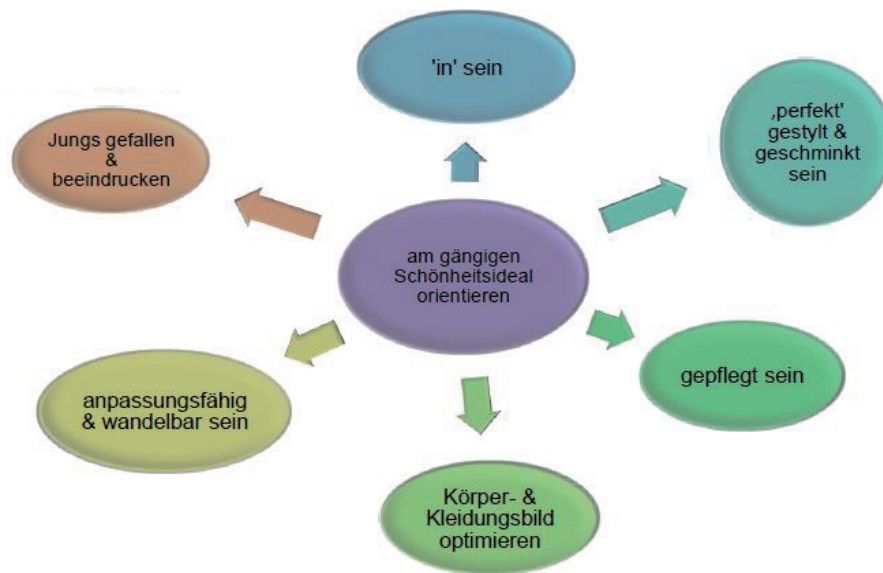 'in' sein
‚perfekt'
gestylt &
geschminkt
sein
Jungs gefallen
&
beeindrucken
am gängigen
Schönheitsideal
orientieren
gepflegt sein
anpassungsfähig
& wandelbar sein
Körper- &
Kleidungsbild
optimieren